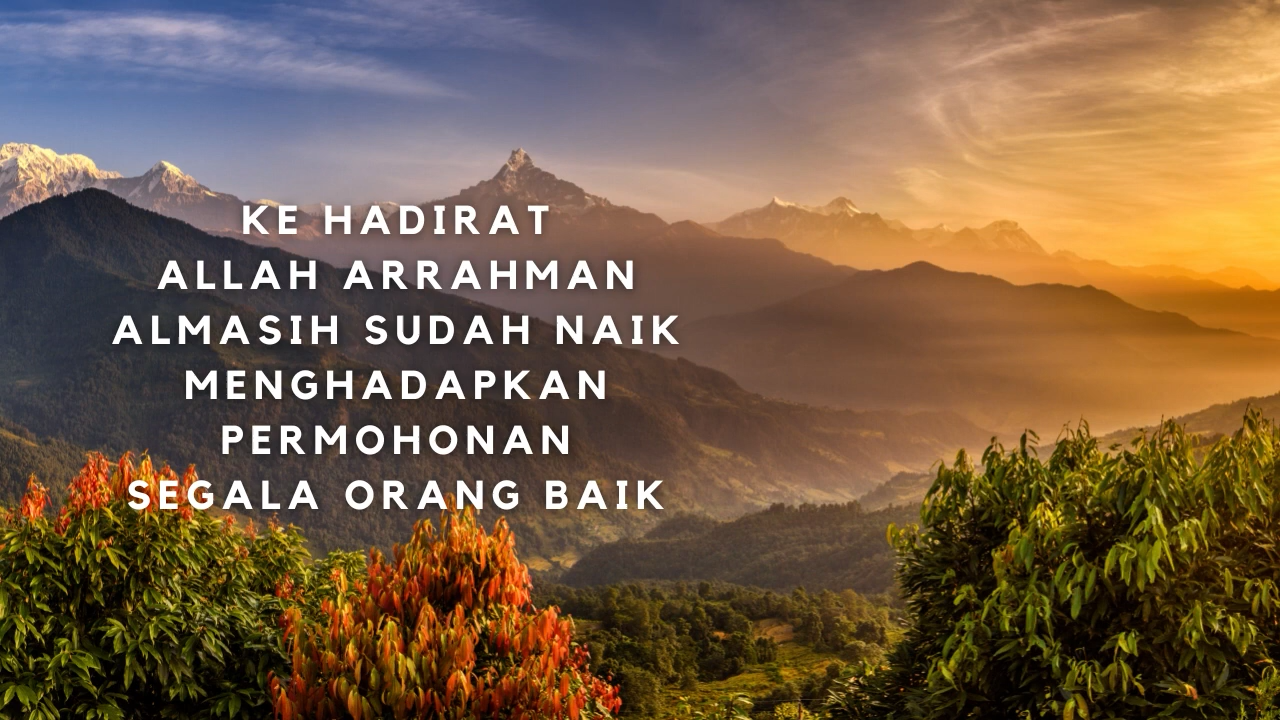 KE HADIRAT
ALLAH ARRAHMAN
ALMASIH SUDAH NAIK
MENGHADAPKAN
PERMOHONAN
SEGALA ORANG BAIK